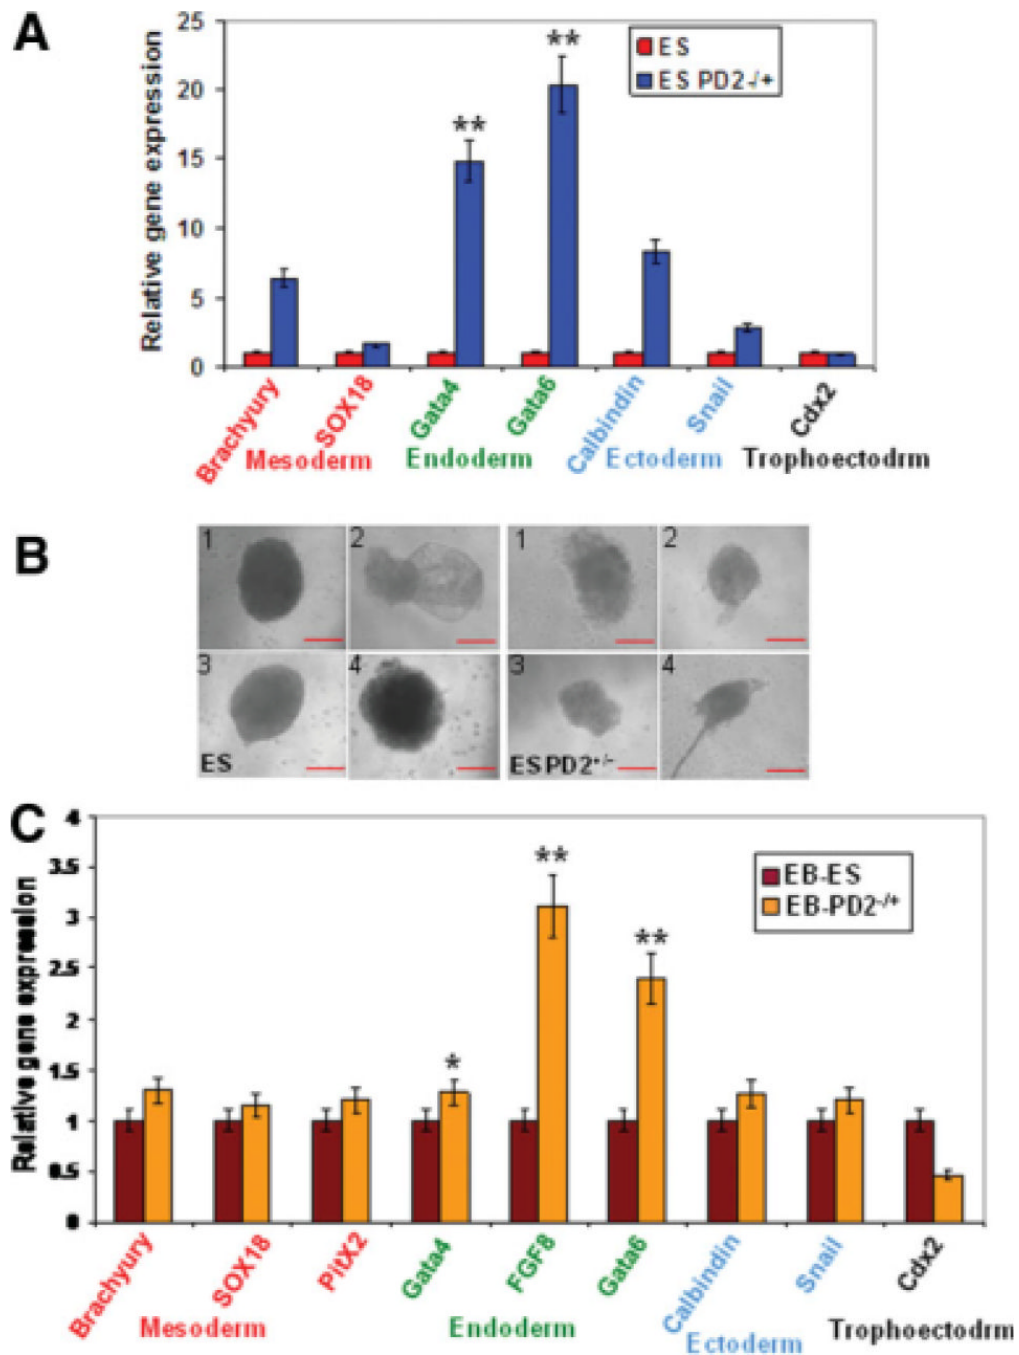 A
25
20
15
10
5
0
Relative gene expression
ES
ES PD2-/+
**
**
Brachyury
SOX18
Gata4
Gata6
Calbindin
Snail
Cdx2
Mesoderm
Endoderm
Ectoderm
Trophoectodrm
B
1
2
1
2
3
4
3
4
ES
ES PD2+/-
C
4
3.5
3
2.5
2
1.5
1
0.5
0
Relative gene expression
EB-ES
EB-PD2-/+
*
**
**
Brachyury
SOX18
PitX2
Gata4
FGF8
Gata6
Calbindin
Snail
Cdx2
Mesoderm
Endoderm
Ectoderm
Trophoectodrm